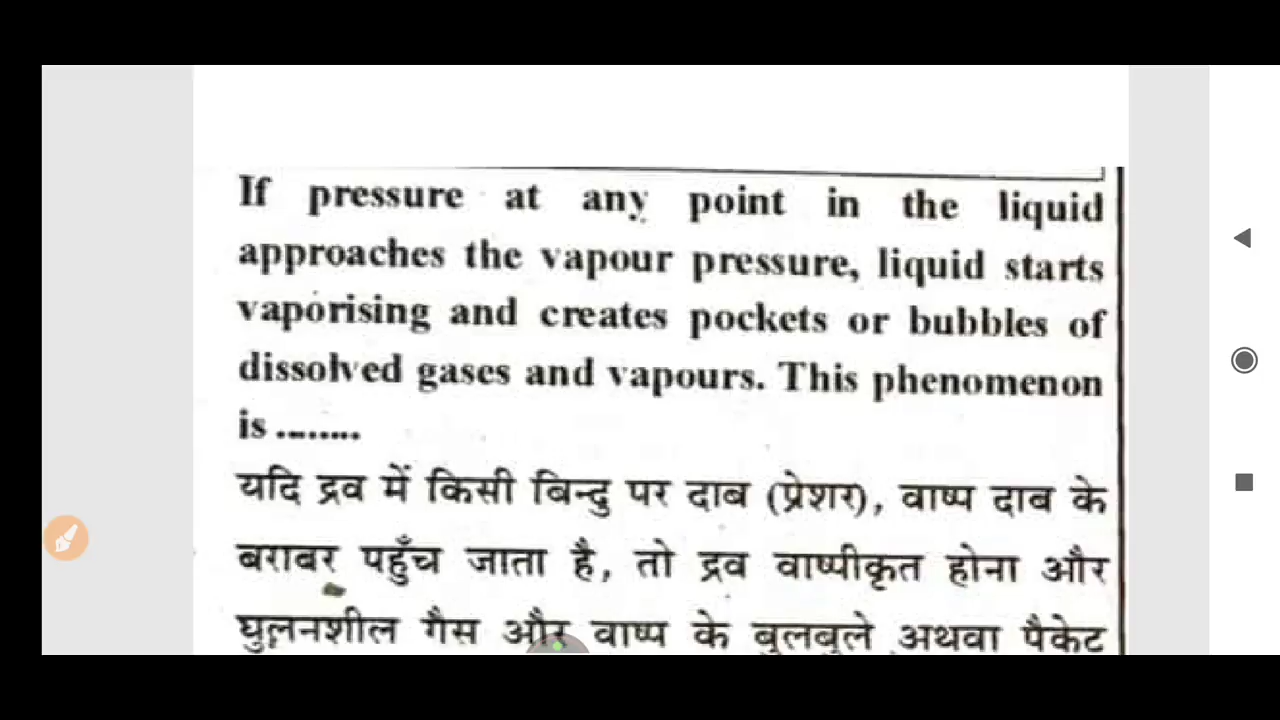 If pressure at any point in the liquid
approaches the vapour pressure, liquid starts
vaporising and creates pockets or bubbles of
dissolved gases and vapours. This phenomenon
is ........
यदि द्रव में किसी बिन्दु पर दाब (प्रेशर), वाष्प दाब के
बराबर पहुँच जाता है, तो द्रव वाष्पीकृत होना और
घुलनशील गैस और वाष्प के बुलबुले अथवा पैकेट